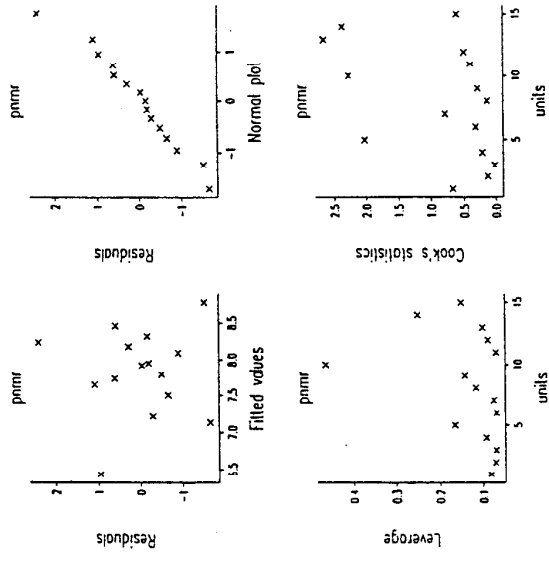 pnmr
Residuals
2 1 0 -1
-1 0 1
Normal plot
pnmr
Cook's statistics
2.5 2.0 1.5 1.0 0.5 0.0
5 10 15
units
pnmr
Residuals
2 1 0 -1
6.5 7.0 7.5 8.0 8.5
Fitted values
pnmr
Leverage
0.4 0.3 0.2 0.1
5 10 15
units